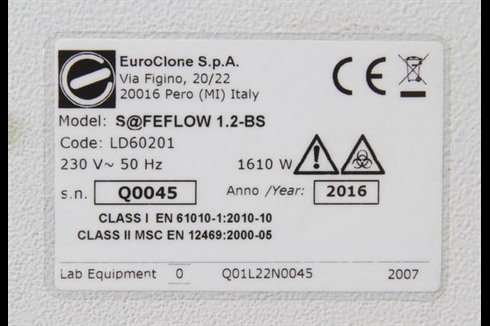 EuroClone S.p.A.
Via Figino, 20/22
20016 Pero (MI) Italy
CE
Model: S@FEFLOW 1.2-BS
Code: LD60201
230 V~ 50 Hz 1610 W
s.n. Q0045 Anno /Year: 2016
CLASS I EN 61010-1:2010-10
CLASS II MSC EN 12469:2000-05
Lab Equipment 0 Q01L22N0045 2007